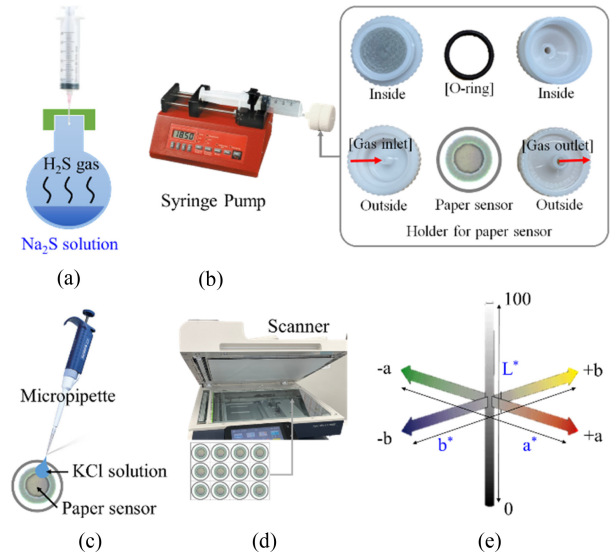 H₂S gas
Na₂S solution
(a)
1850
Syringe Pump
(b)
Inside
[O-ring]
Inside
[Gas inlet]
[Gas outlet]
Outside
Paper sensor
Outside
Holder for paper sensor
Micropipette
KCl solution
Paper sensor
(c)
Scanner
(d)
100
L*
-a
+b
-b
b*
a*
+a
0
(e)